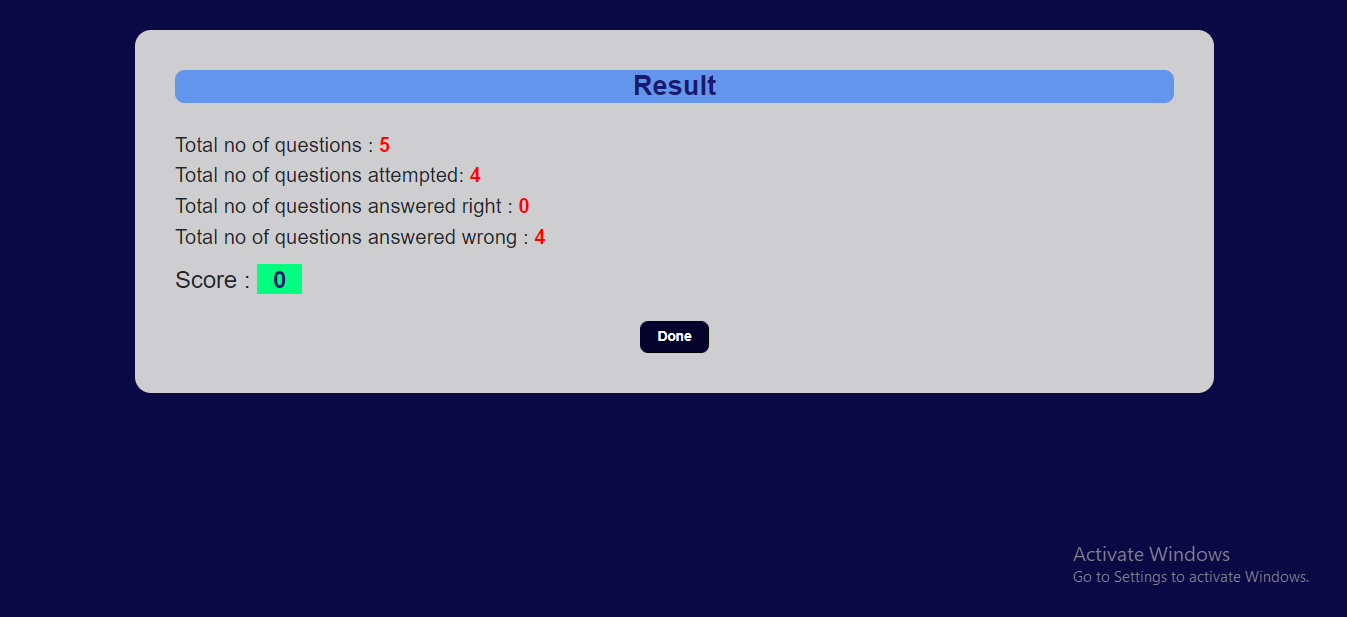 Result
Total no of questions : 5
Total no of questions attempted: 4
Total no of questions answered right : 0
Total no of questions answered wrong : 4
Score : 0
Done
Activate Windows
Go to Settings to activate Windows.